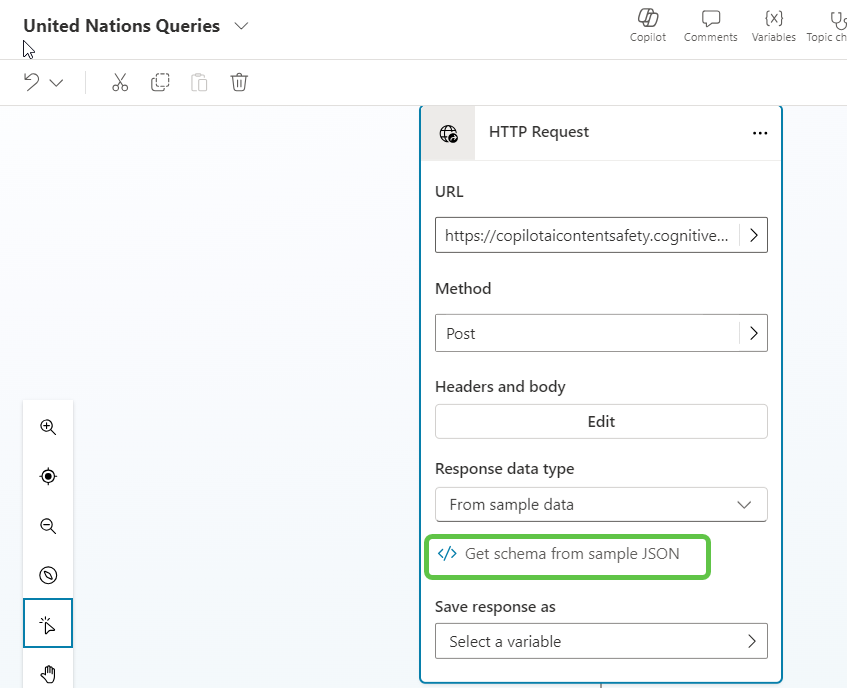 United Nations Queries
Copilot
Comments
{x}
Variables
Topic ch
HTTP Request
URL
https://copilotaicontentsafety.cognitive...
Method
Post
Headers and body
Edit
Response data type
From sample data
</> Get schema from sample JSON
Save response as
Select a variable